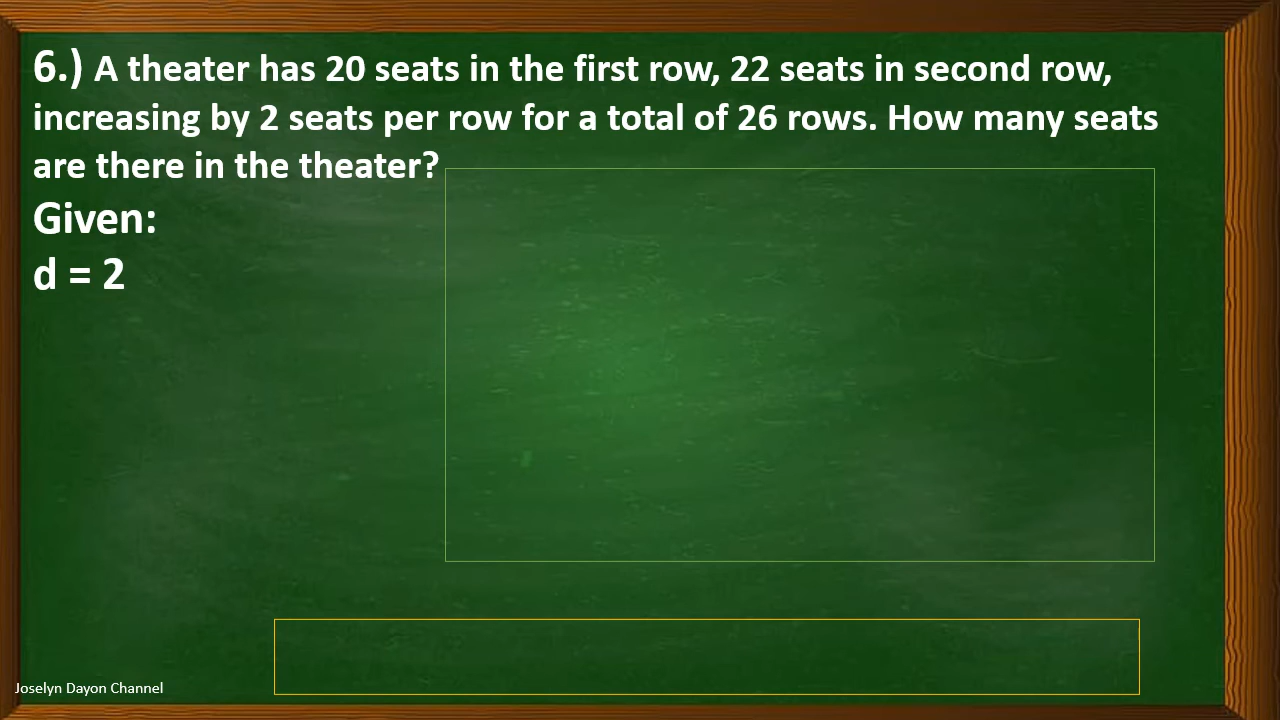 6.) A theater has 20 seats in the first row, 22 seats in second row,
increasing by 2 seats per row for a total of 26 rows. How many seats
are there in the theater?
Given:
d = 2
Joselyn Dayon Channel